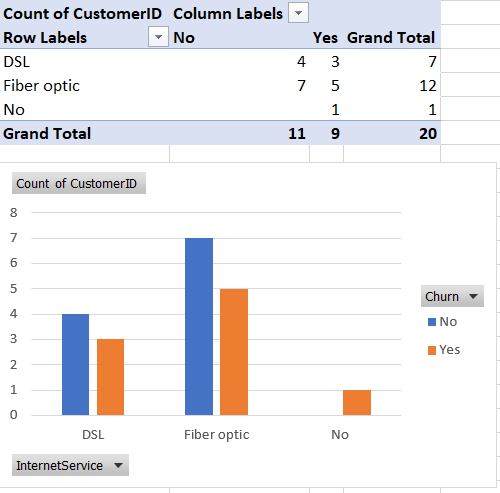 Count of CustomerID Column Labels
Row Labels No Yes Grand Total
DSL 4 3 7
Fiber optic 7 5 12
No 1 1
Grand Total 11 9 20
Count of CustomerID
8
7
6
5
4
3
2
1
0
DSL Fiber optic No
Churn
No
Yes
InternetService